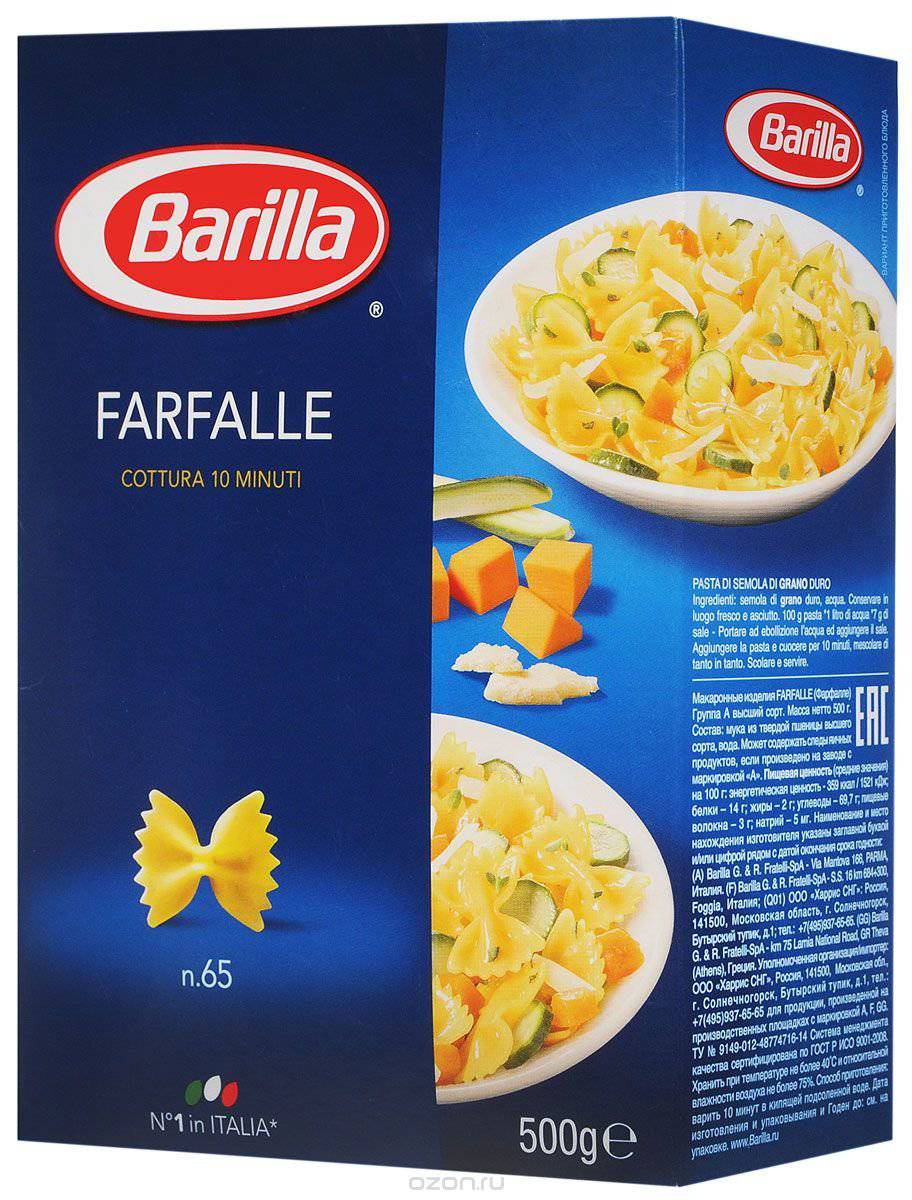 Barilla
®
FARFALLE
COTTURA 10 MINUTI
n.65
N°1 in ITALIA*
500g e
Barilla
®
ВАРИАНТ ПРИГОТОВЛЕННОГО БЛЮДА
PASTA DI SEMOLA DI GRANO DURO
Ingredienti: semola di grano duro, acqua. Conservare in
luogo fresco e asciutto. 100 g pasta *1 litro di acqua *7 g di
sale - Portare ad ebollizione l'acqua ed aggiungere il sale.
Aggiungere la pasta e cuocere per 10 minuti, mescolare di
tanto in tanto. Scolare e servire.
Макаронные изделия FARFALLE (Фарфалле)
Группа А высший сорт. Масса нетто 500 г.
Состав: мука из твердой пшеницы высшего
сорта, вода. Может содержать следы яичных
продуктов, если произведено на заводе с
маркировкой «А». Пищевая ценность (средние значения)
на 100 г: энергетическая ценность - 359 ккал / 1521 кДж;
белки – 14 г; жиры – 2 г; углеводы – 69,7 г; пищевые
волокна – 3 г; натрий – 5 мг. Наименование и место
нахождения изготовителя указаны заглавной буквой
и/или цифрой рядом с датой окончания срока годности:
(A) Barilla G. & R. Fratelli-SpA - Via Mantova 166, PARMA,
Италия. (F) Barilla G. & R. Fratelli-SpA - S.S. 16 km 684+300,
Foggia, Италия; (Q01) ООО «Харрис СНГ»: Россия,
141500, Московская область, г. Солнечногорск,
Бутырский тупик, д.1; тел.: +7(495)937-65-65. (GG) Barilla
G. & R. Fratelli-SpA - km 75 Lamia National Road, GR Theva
(Athens), Греция. Уполномоченная организация/импортер:
ООО «Харрис СНГ», Россия, 141500, Московская обл.,
г. Солнечногорск, Бутырский тупик, д.1, тел.:
+7(495)937-65-65 для продукции, произведенной на
производственных площадках с маркировкой A, F, GG.
ТУ № 9149-012-48774716-14 Система менеджмента
качества сертифицирована по ГОСТ Р ИСО 9001-2008.
Хранить при температуре не более 40°C и относительной
влажности воздуха не более 75%. Способ приготовления:
варить 10 минут в кипящей подсоленной воде. Дата
изготовления и упаковывания и Годен до: см. на
упаковке. www.Barilla.ru
EAC
ozon.ru